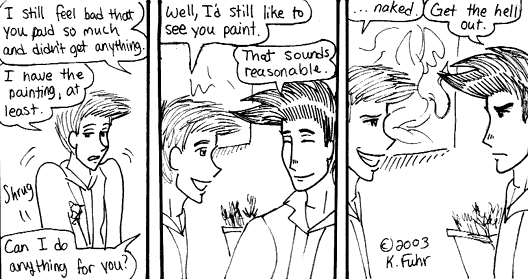 I still feel bad that
you paid so much
and didn't get anything.
I have the
painting, at
least.
Shrug
Can I do
anything for you?
Well, I'd still like to
see you paint.
That sounds
reasonable.
... naked.
Get the hell
out.
©2003
K.Fuhr